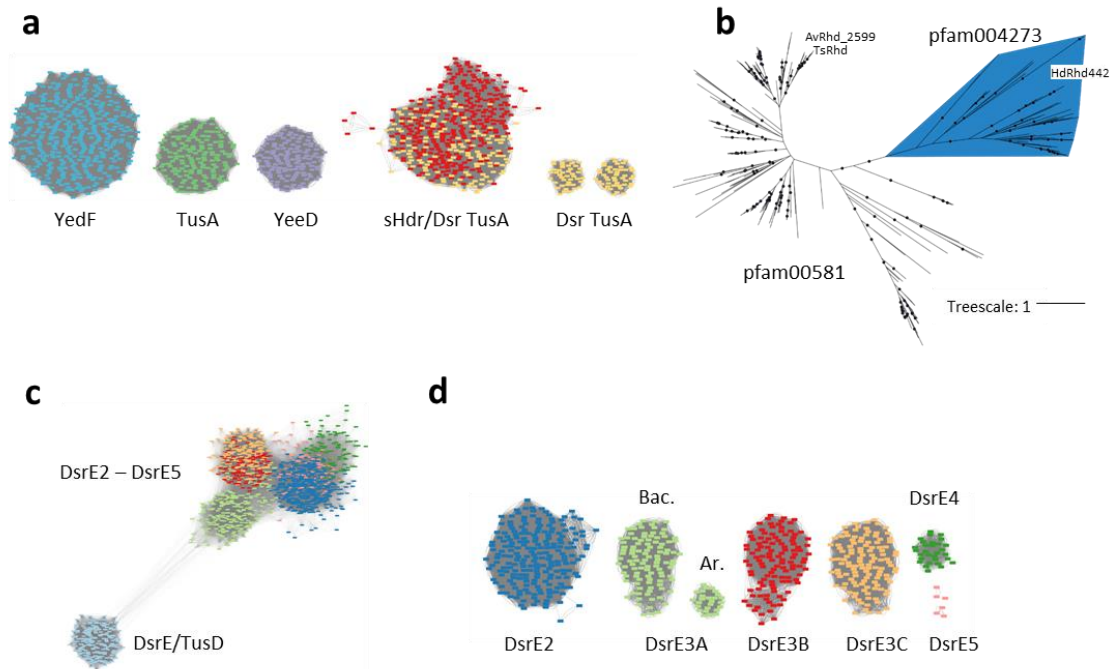 a
YedF
TusA
YeeD
sHdr/Dsr TusA
Dsr TusA
b
AvRhd_2599
TsRhd
pfam004273
HdRhd442
pfam00581
Treescale: 1
c
DsrE2 – DsrE5
DsrE/TusD
d
Bac.
Ar.
DsrE4
DsrE2
DsrE3A
DsrE3B
DsrE3C
DsrE5